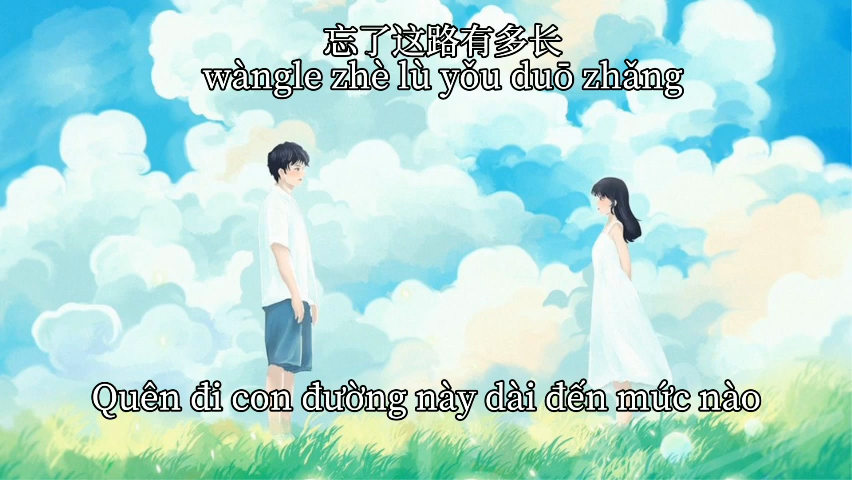 忘了这路有多长
wàngle zhè lù yǒu duō zhǎng
Quên đi con đường này dài đến mức nào